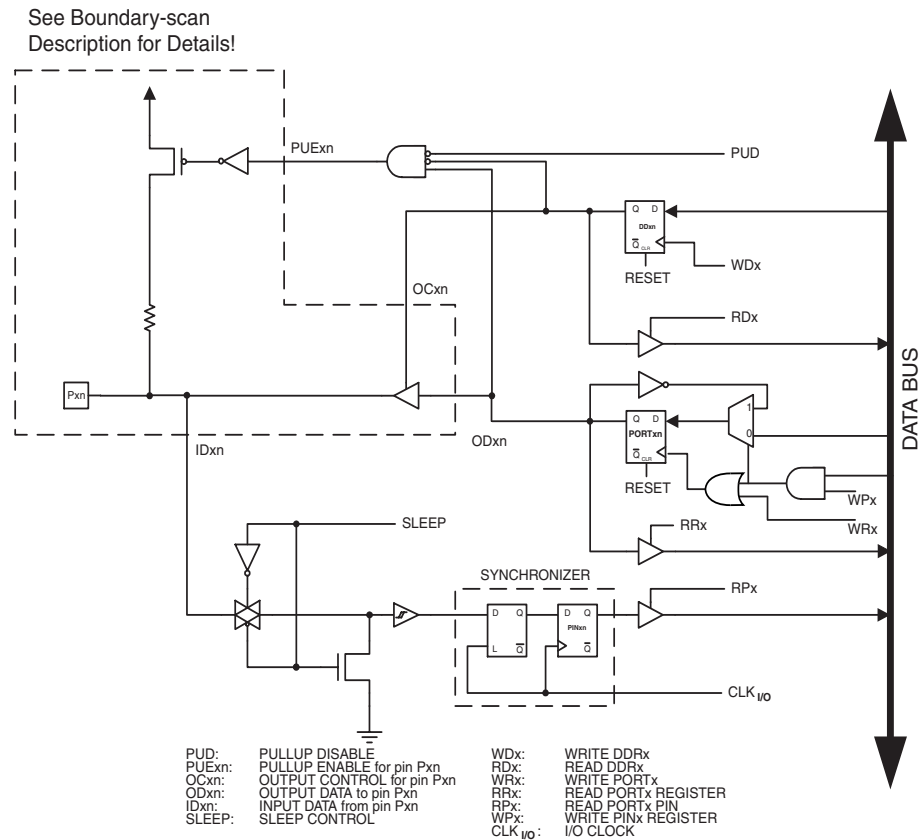 See Boundary-scan
Description for Details!
PUExn
PUD
Q D
DDxn
Q CLR
WDx
RESET
OCxn
RDx
Pxn
1
Q D
PORTxn
0
ODxn
IDxn
Q CLR
RESET
WPx
WRx
SLEEP
RRx
SYNCHRONIZER
RPx
D Q
D Q
PINxn
L Q
Q
CLK I/O
DATA BUS
PUD: PULLUP DISABLE
PUExn: PULLUP ENABLE for pin Pxn
OCxn: OUTPUT CONTROL for pin Pxn
ODxn: OUTPUT DATA to pin Pxn
IDxn: INPUT DATA from pin Pxn
SLEEP: SLEEP CONTROL
WDx: WRITE DDRx
RDx: READ DDRx
WRx: WRITE PORTx
RRx: READ PORTx REGISTER
RPx: READ PORTx PIN
WPx: WRITE PINx REGISTER
CLK I/O: I/O CLOCK